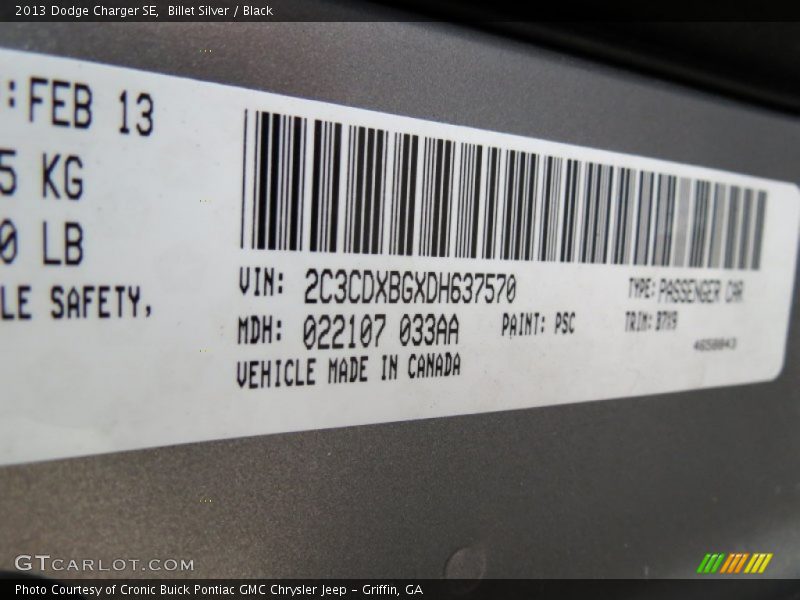 2013 Dodge Charger SE,  Billet Silver / Black
:FEB 13
5 KG
0 LB
LE SAFETY,
VIN: 2C3CDXBGXDH637570
TYPE: PASSENGER CAR
MDH: 022107 033AA
PAINT: PSC
TRIM: B7X9
VEHICLE MADE IN CANADA
4650043
GTCARLOT.COM
Photo Courtesy of Cronic Buick Pontiac GMC Chrysler Jeep – Griffin, GA